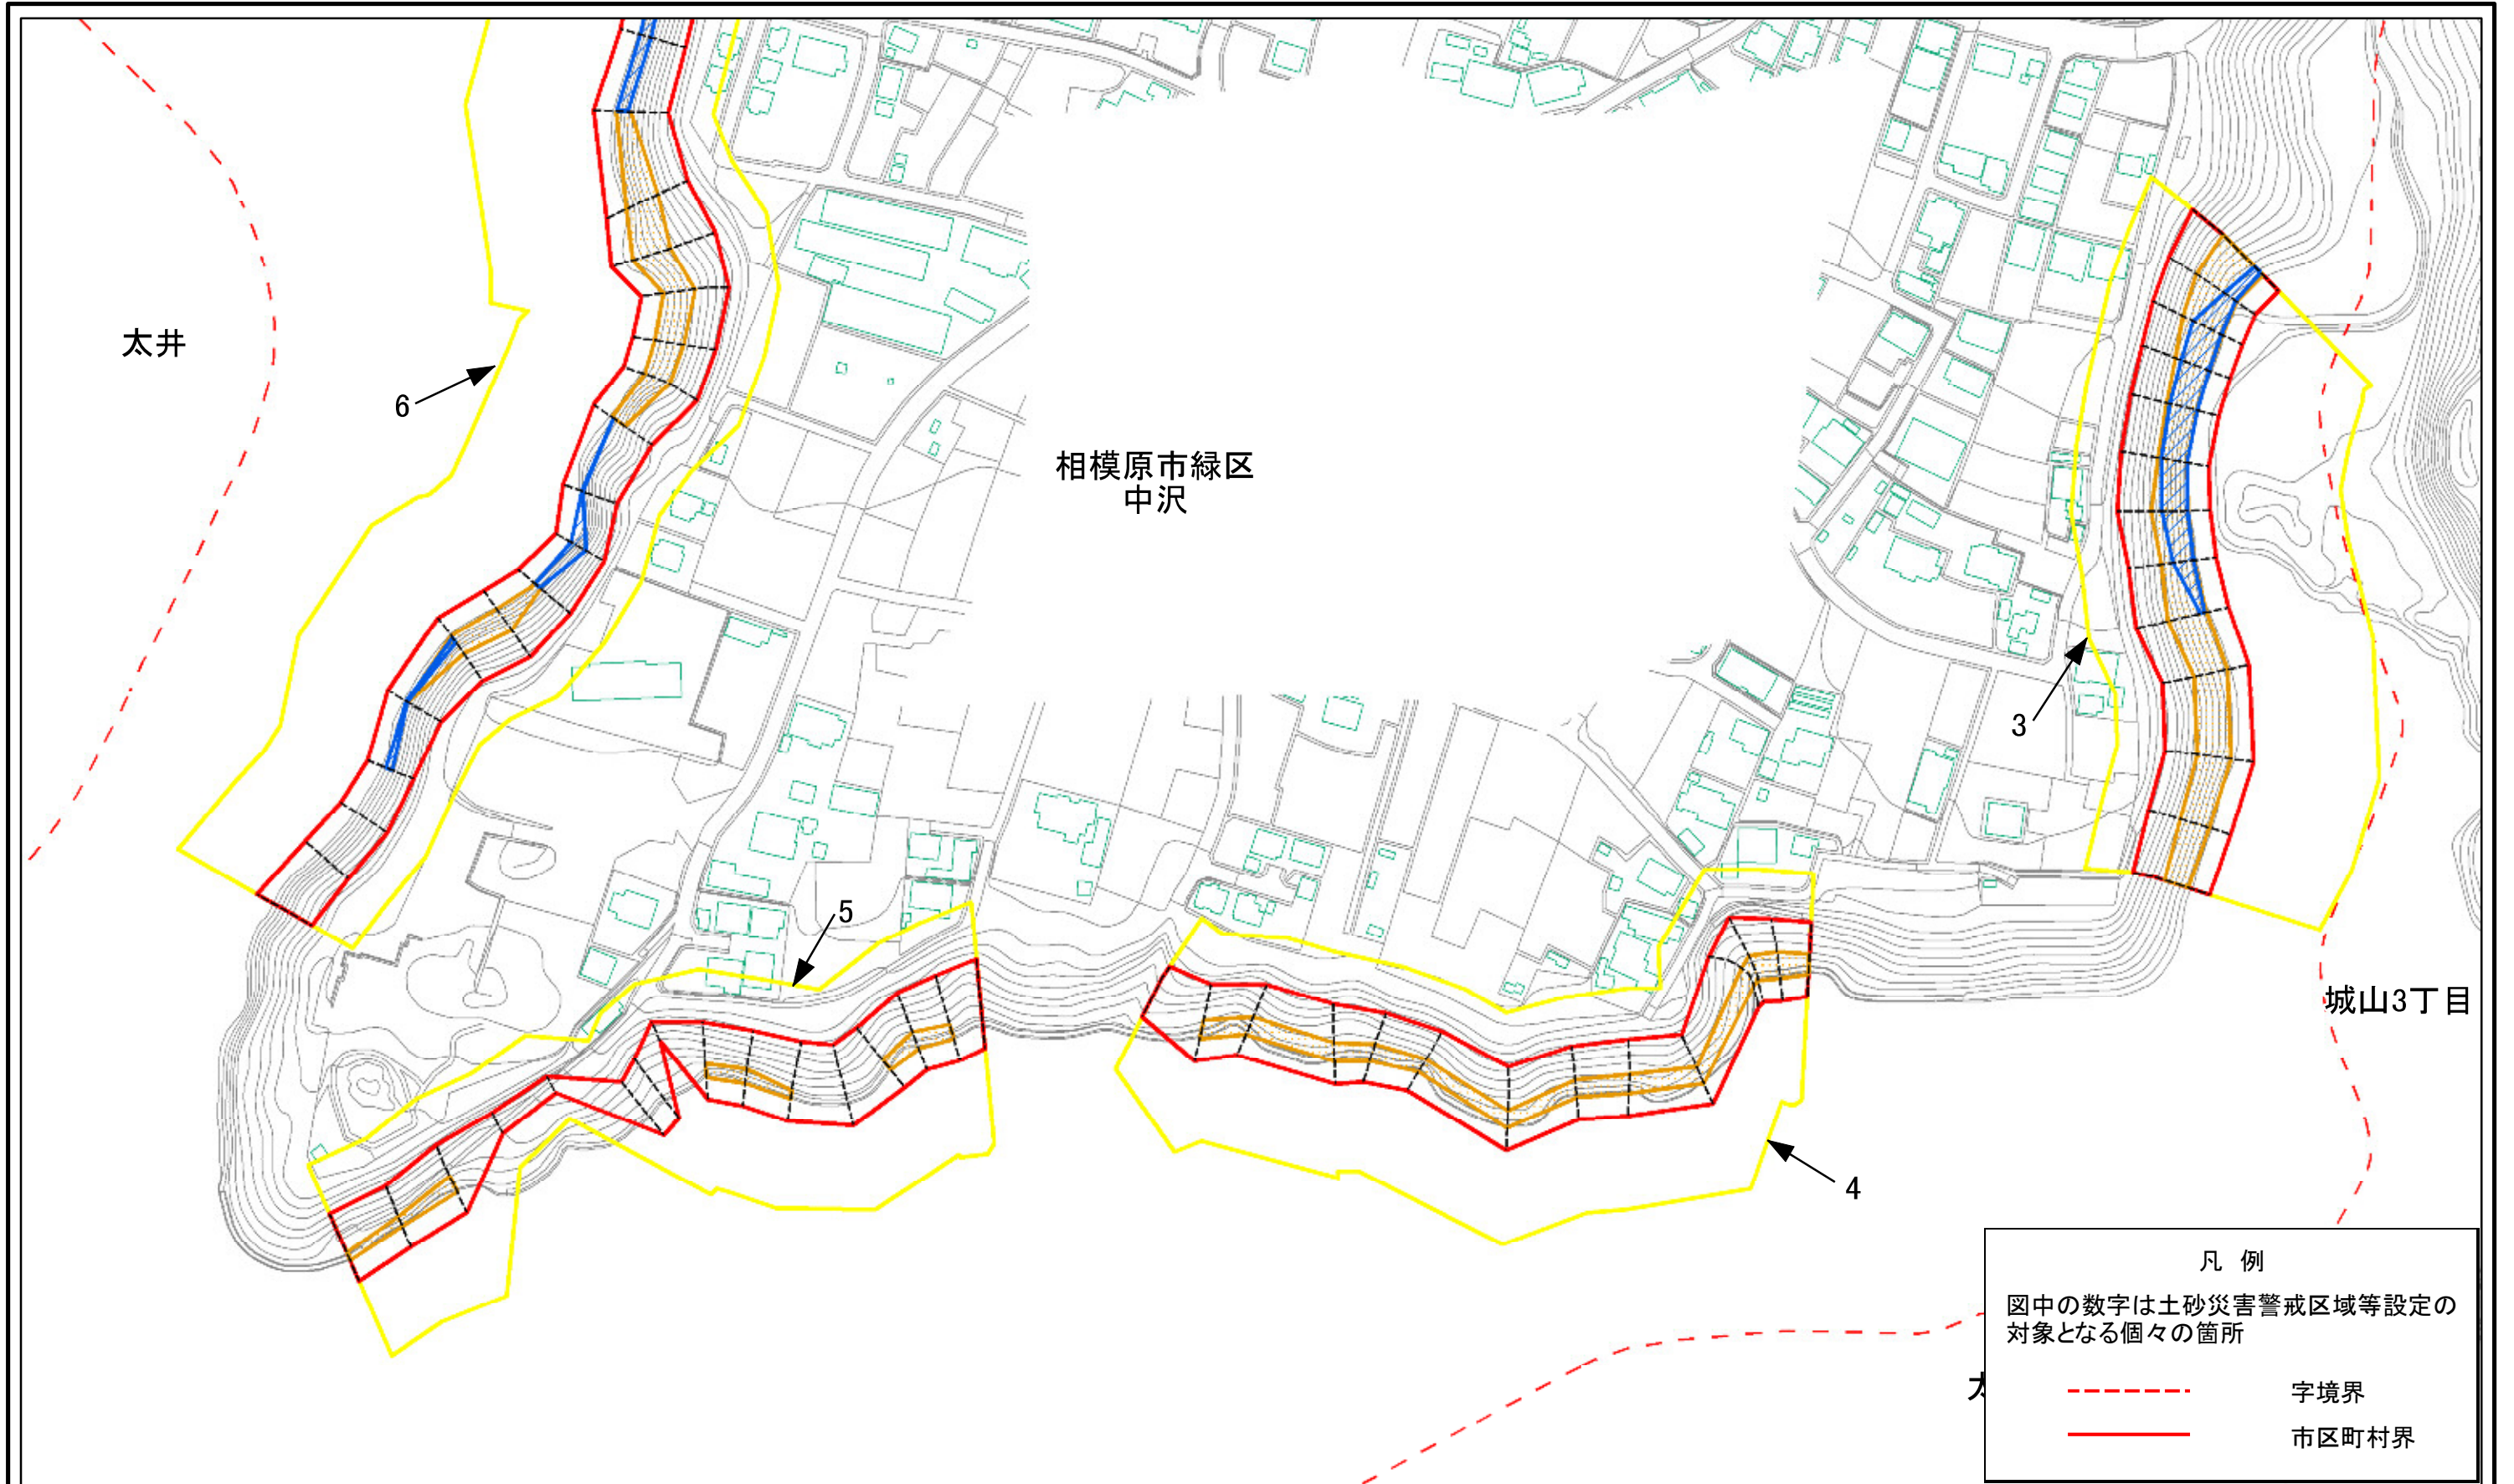 太井
6
相模原市緑区
中沢
3
5
城山3丁目
4
凡 例
図中の数字は土砂災害警戒区域等設定の
対象となる個々の箇所
字境界
市区町村界